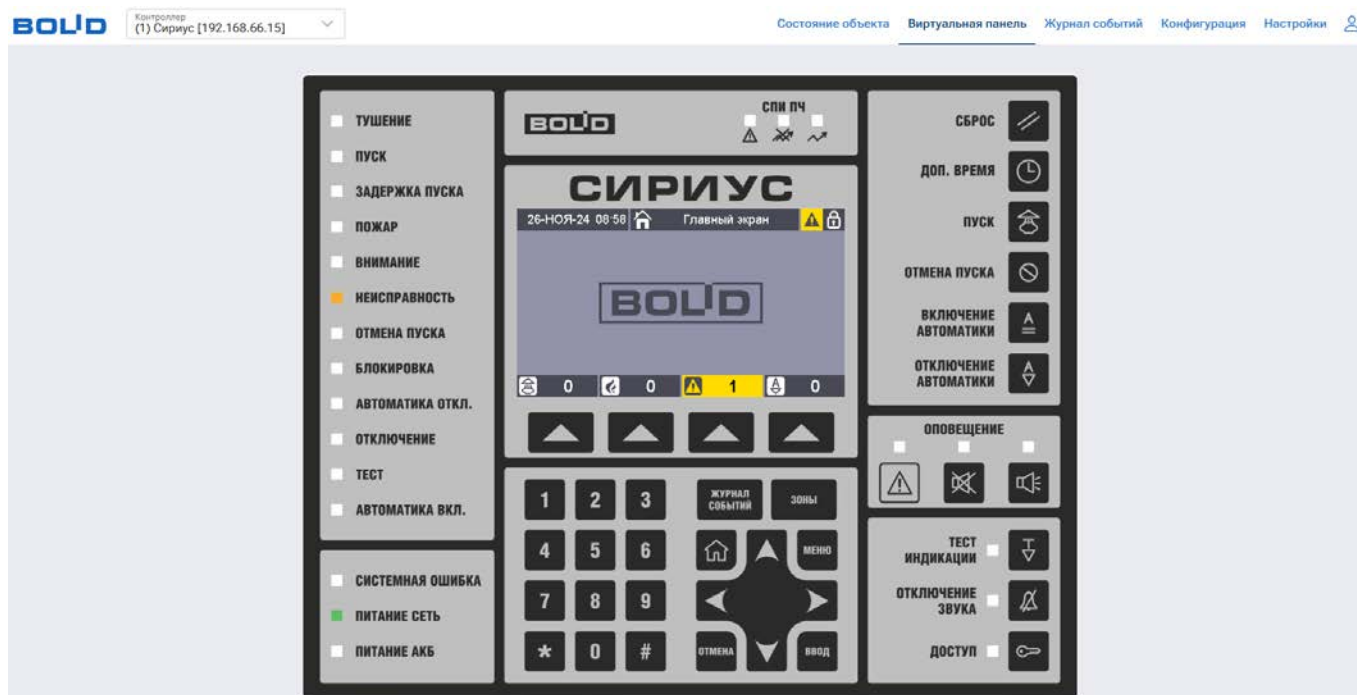 BOLID
Контроллер
(1) Сириус [192.168.66.15]
Состояние объекта
Виртуальная панель
Журнал событий
Конфигурация
Настройки
ТУШЕНИЕ
ПУСК
ЗАДЕРЖКА ПУСКА
ПОЖАР
ВНИМАНИЕ
НЕИСПРАВНОСТЬ
ОТМЕНА ПУСКА
БЛОКИРОВКА
АВТОМАТИКА ОТКЛ.
ОТКЛЮЧЕНИЕ
ТЕСТ
АВТОМАТИКА ВКЛ.
СИСТЕМНАЯ ОШИБКА
ПИТАНИЕ СЕТЬ
ПИТАНИЕ АКБ
BOLID
СПИ ПЧ
СИРИУС
26-НОЯ-24 08:58
Главный экран
BOLID
0 0 1 0
1 2 3
ЖУРНАЛ
СОБЫТИЙ
ЗОНЫ
4 5 6
МЕНЮ
7 8 9
* 0 #
ОТМЕНА
ВВОД
СБРОС
ДОП. ВРЕМЯ
ПУСК
ОТМЕНА ПУСКА
ВКЛЮЧЕНИЕ
АВТОМАТИКИ
ОТКЛЮЧЕНИЕ
АВТОМАТИКИ
ОПОВЕЩЕНИЕ
ТЕСТ
ИНДИКАЦИИ
ОТКЛЮЧЕНИЕ
ЗВУКА
ДОСТУП